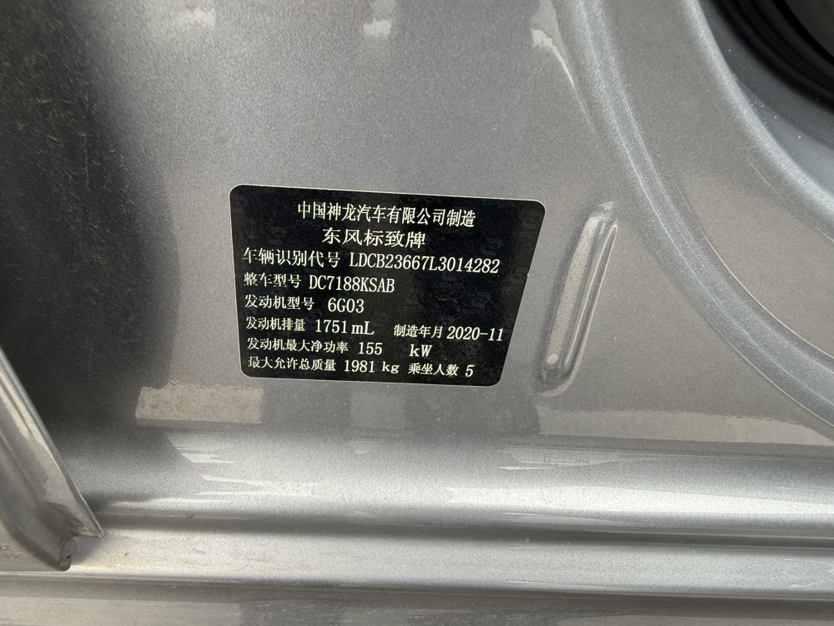 中国神龙汽车有限公司制造
东风标致牌
车辆识别代号 LDCB23667L3014282
整车型号 DC7188KSAB
发动机型号 6G03
发动机排量 1751mL 制造年月 2020-11
发动机最大净功率 155 kW
最大允许总质量 1981 kg 乘坐人数 5